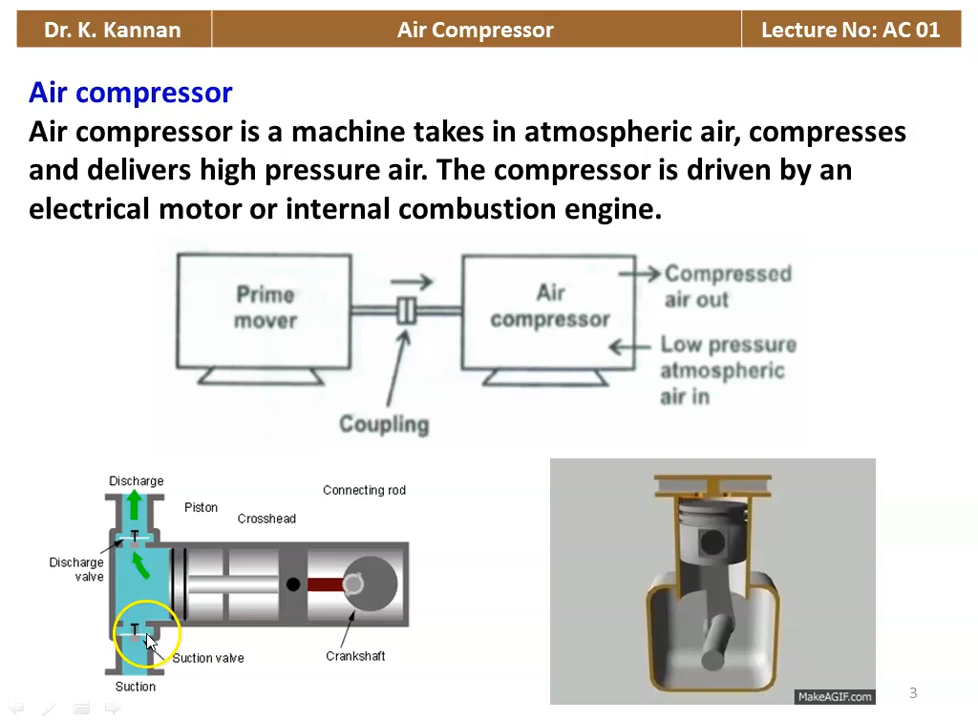 Dr. K. Kannan
Air Compressor
Lecture No: AC 01
Air compressor
Air compressor is a machine takes in atmospheric air, compresses
and delivers high pressure air. The compressor is driven by an
electrical motor or internal combustion engine.
Prime
mover
Air
compressor
Compressed
air out
Low pressure
atmospheric
air in
Coupling
Discharge
Piston
Crosshead
Connecting rod
Discharge
valve
Suction valve
Crankshaft
Suction
MakeAGIF.com
3